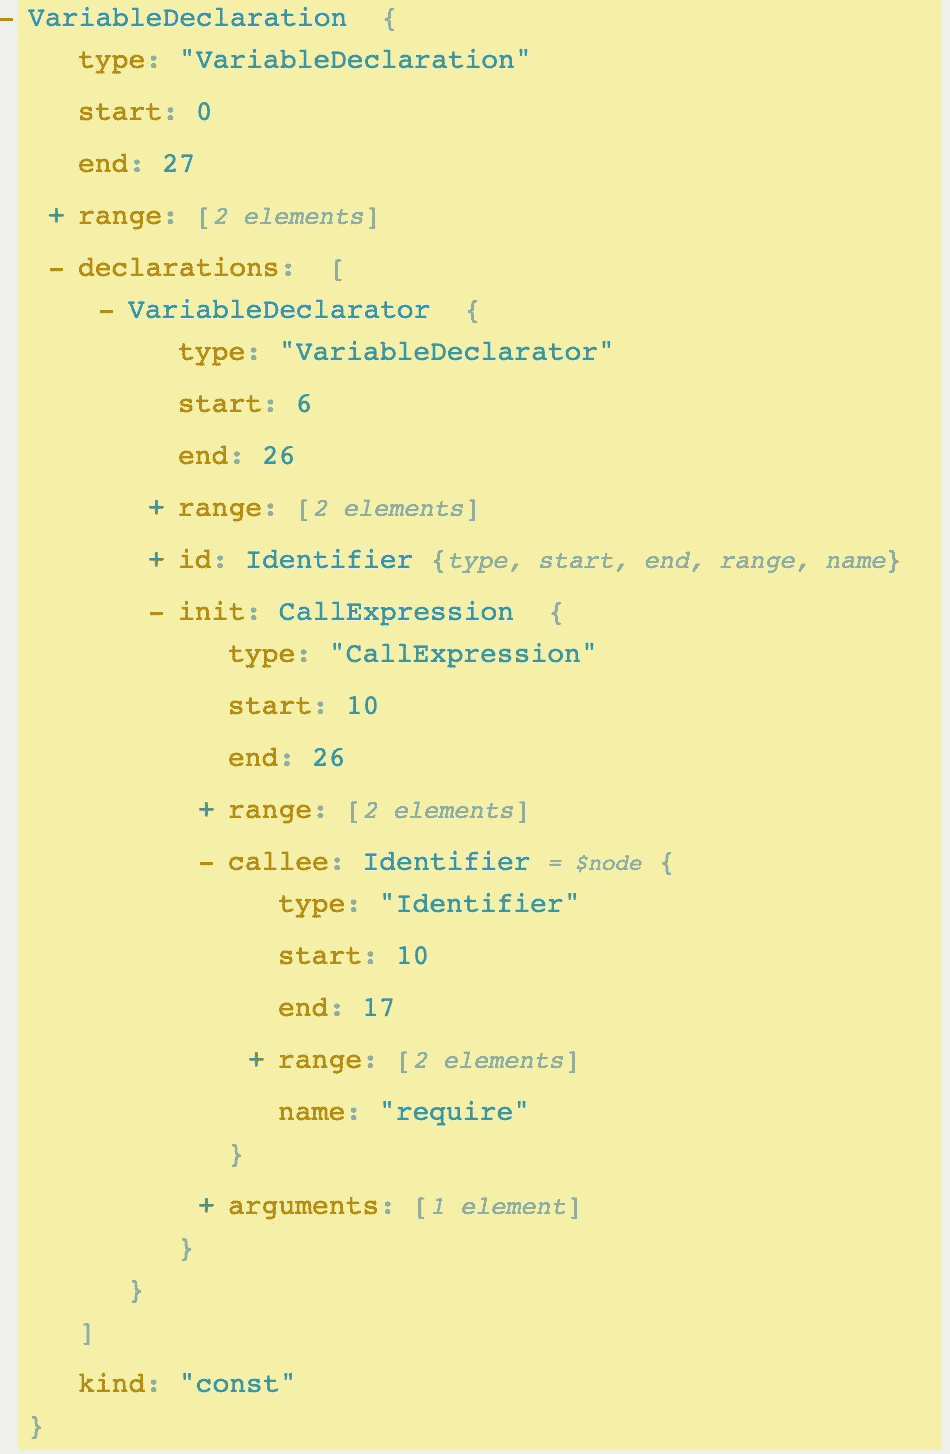 – VariableDeclaration {
type: "VariableDeclaration"
start: 0
end: 27
+ range: [2 elements]
– declarations: [
– VariableDeclarator {
type: "VariableDeclarator"
start: 6
end: 26
+ range: [2 elements]
+ id: Identifier {type, start, end, range, name}
– init: CallExpression {
type: "CallExpression"
start: 10
end: 26
+ range: [2 elements]
– callee: Identifier = $node {
type: "Identifier"
start: 10
end: 17
+ range: [2 elements]
name: "require"
}
+ arguments: [1 element]
}
}
]
kind: "const"
}